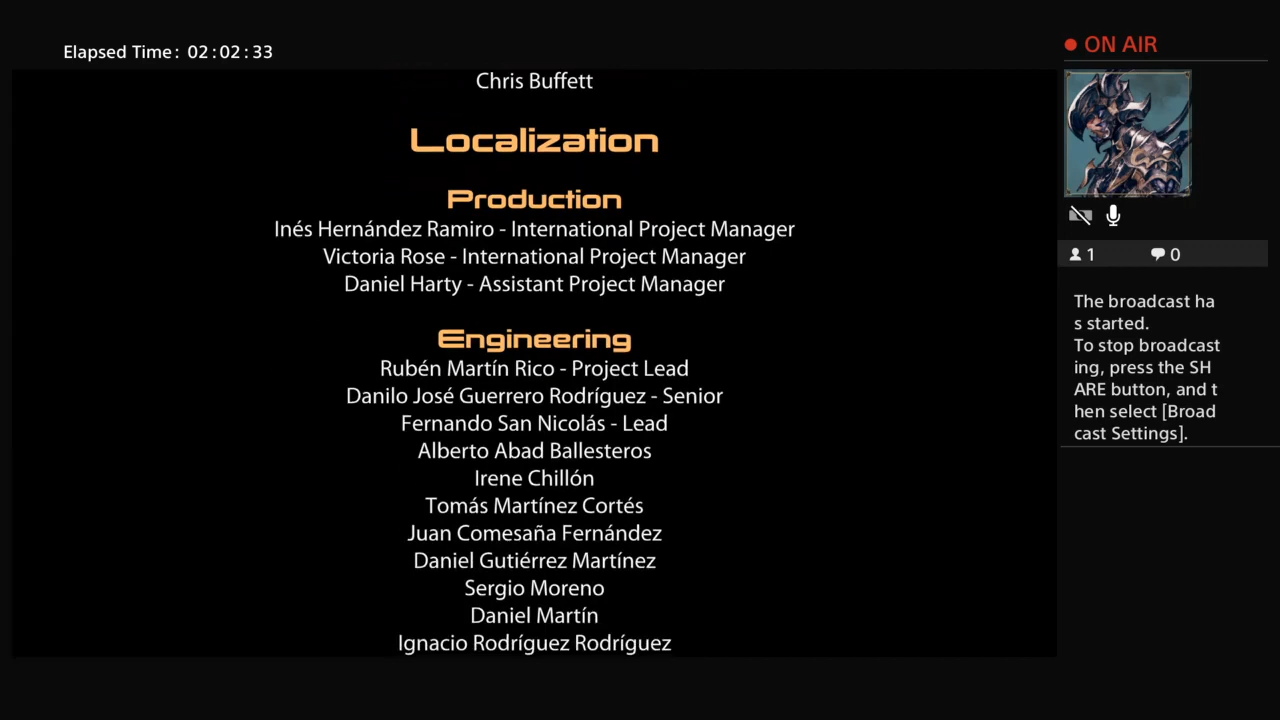 Elapsed Time: 02:02:33
ON AIR
Chris Buffett
Localization
Production
Inés Hernández Ramiro - International Project Manager
Victoria Rose - International Project Manager
Daniel Harty - Assistant Project Manager
Engineering
Rubén Martín Rico - Project Lead
Danilo José Guerrero Rodríguez - Senior
Fernando San Nicolás - Lead
Alberto Abad Ballesteros
Irene Chillón
Tomás Martínez Cortés
Juan Comesaña Fernández
Daniel Gutiérrez Martínez
Sergio Moreno
Daniel Martín
Ignacio Rodríguez Rodríguez
1 0
The broadcast ha
s started.
To stop broadcast
ing, press the SH
ARE button, and t
hen select [Broad
cast Settings].